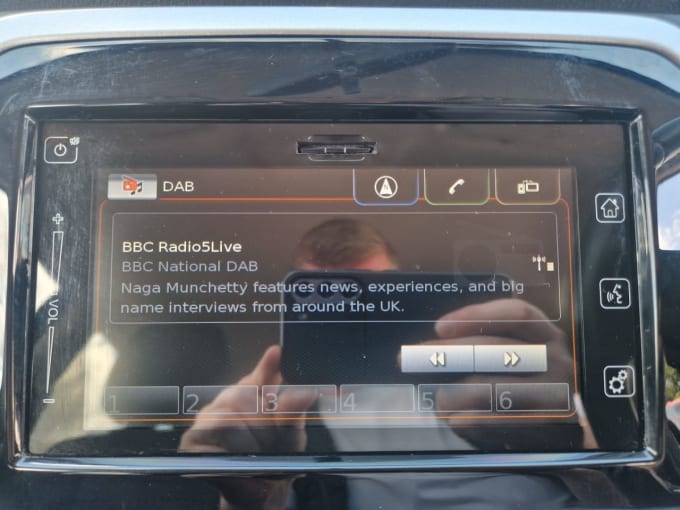 DAB
BBC Radio5Live
BBC National DAB
Naga Munchetty features news, experiences, and big
name interviews from around the UK.
+
VOL
-
1 2 3 4 5 6